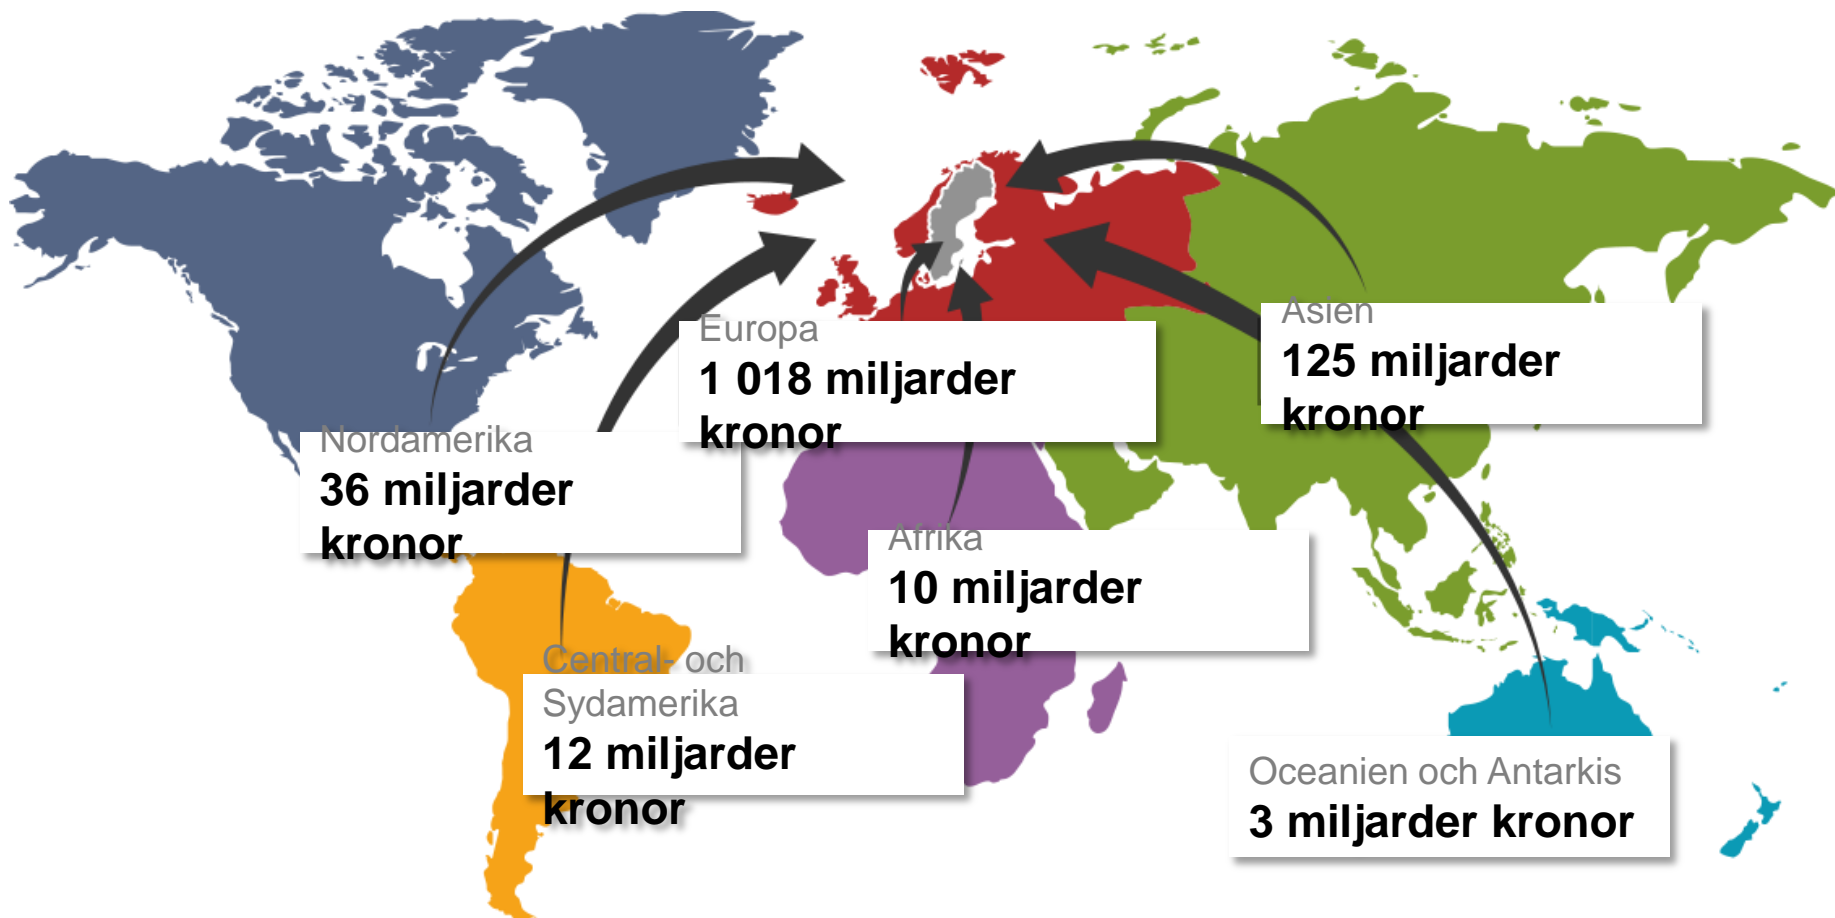 Europa
1 018 miljarder
kronor
Asien
125 miljarder
kronor
Nordamerika
36 miljarder
kronor
Afrika
10 miljarder
kronor
Central- och
Sydamerika
12 miljarder
kronor
Oceanien och Antarkis
3 miljarder kronor